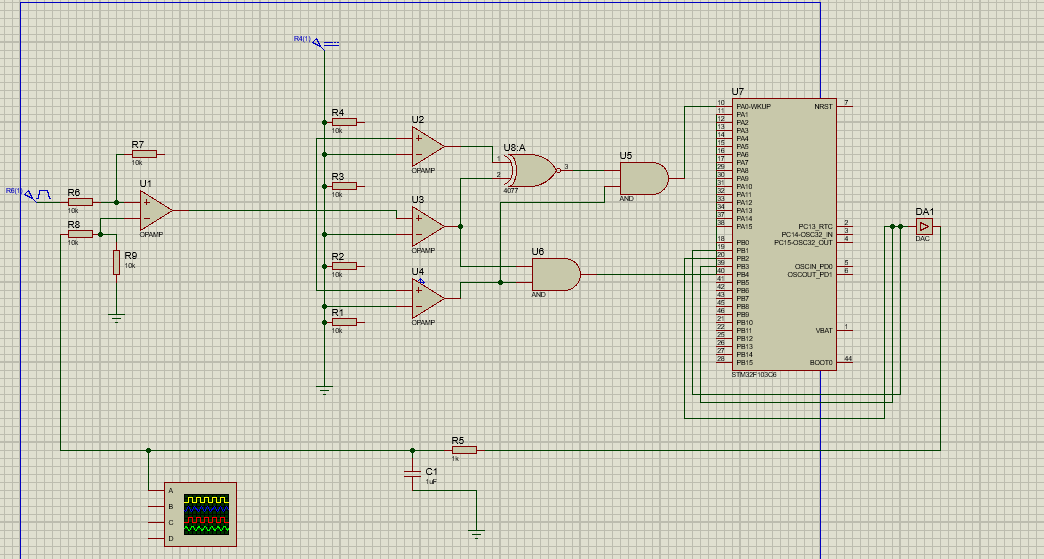 R4(1)
R6(1)
R7
10k
R6
10k
R8
10k
R9
10k
U1
OPAMP
R4
10k
R3
10k
R2
10k
R1
10k
U2
OPAMP
U3
OPAMP
U4
OPAMP
U8:A
1
2
3
4077
U5
AND
U6
AND
U7
10 PA0-WKUP
11 PA1
12 PA2
13 PA3
14 PA4
15 PA5
16 PA6
17 PA7
29 PA8
30 PA9
31 PA10
32 PA11
33 PA12
34 PA13
37 PA14
38 PA15
18 PB0
19 PB1
20 PB2
39 PB3
40 PB4
41 PB5
42 PB6
43 PB7
45 PB8
46 PB9
21 PB10
22 PB11
25 PB12
26 PB13
27 PB14
28 PB15
NRST 7
PC13_RTC 2
PC14-OSC32_IN 3
PC15-OSC32_OUT 4
OSCIN_PD0 5
OSCOUT_PD1 6
VBAT 1
BOOT0 44
STM32F103C6
DA1
DAC
R5
1k
C1
1uF
A
B
C
D